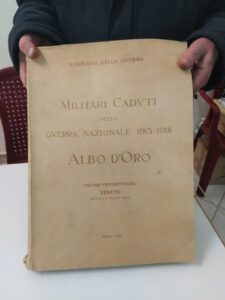 MINISTERO DELLA GUERRA
MILITARI CADVTI
NELLA
GVERRA NAZIONALE 1915-1918
ALBO D'ORO
VENETO